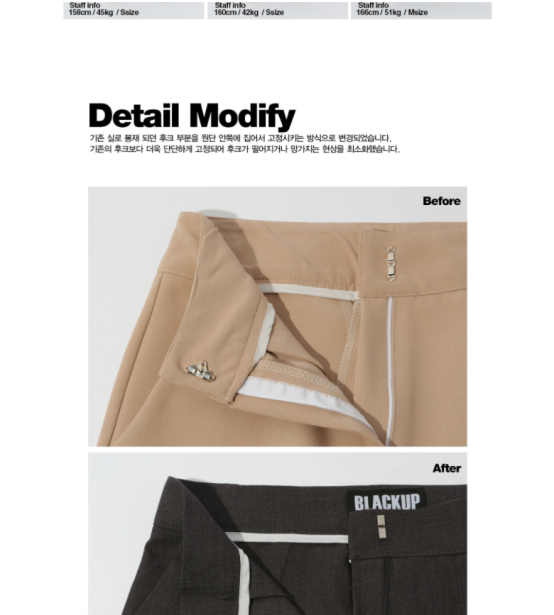 Staff info
158cm / 45kg / Ssize
Staff info
160cm / 42kg / Ssize
Staff info
166cm / 51kg / Msize
Detail Modify
기존 실로 봉재 되던 후크 부분을 원단 안쪽에 집어서 고정시키는 방식으로 변경되었습니다.
기존의 후크보다 더욱 단단하게 고정되어 후크가 떨어지거나 망가지는 현상을 최소화했습니다.
Before
After
BLACKUP